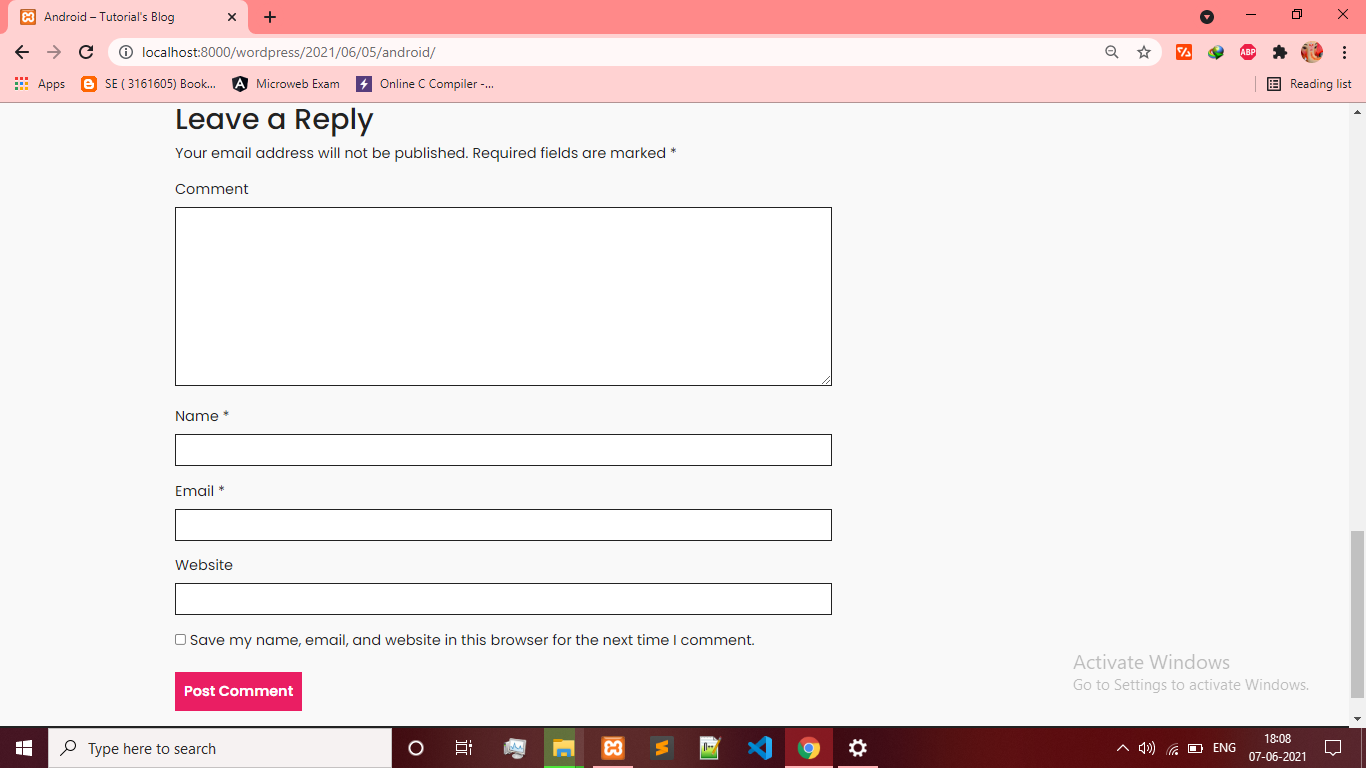 Android – Tutorial's Blog
localhost:8000/wordpress/2021/06/05/android/
ABP
Apps SE ( 3161605) Book... Microweb Exam Online C Compiler -... Reading list
Leave a Reply
Your email address will not be published. Required fields are marked *
Comment
Name *
Email *
Website
Save my name, email, and website in this browser for the next time I comment.
Post Comment
Activate Windows
Go to Settings to activate Windows.
Type here to search
ENG
18:08
07-06-2021